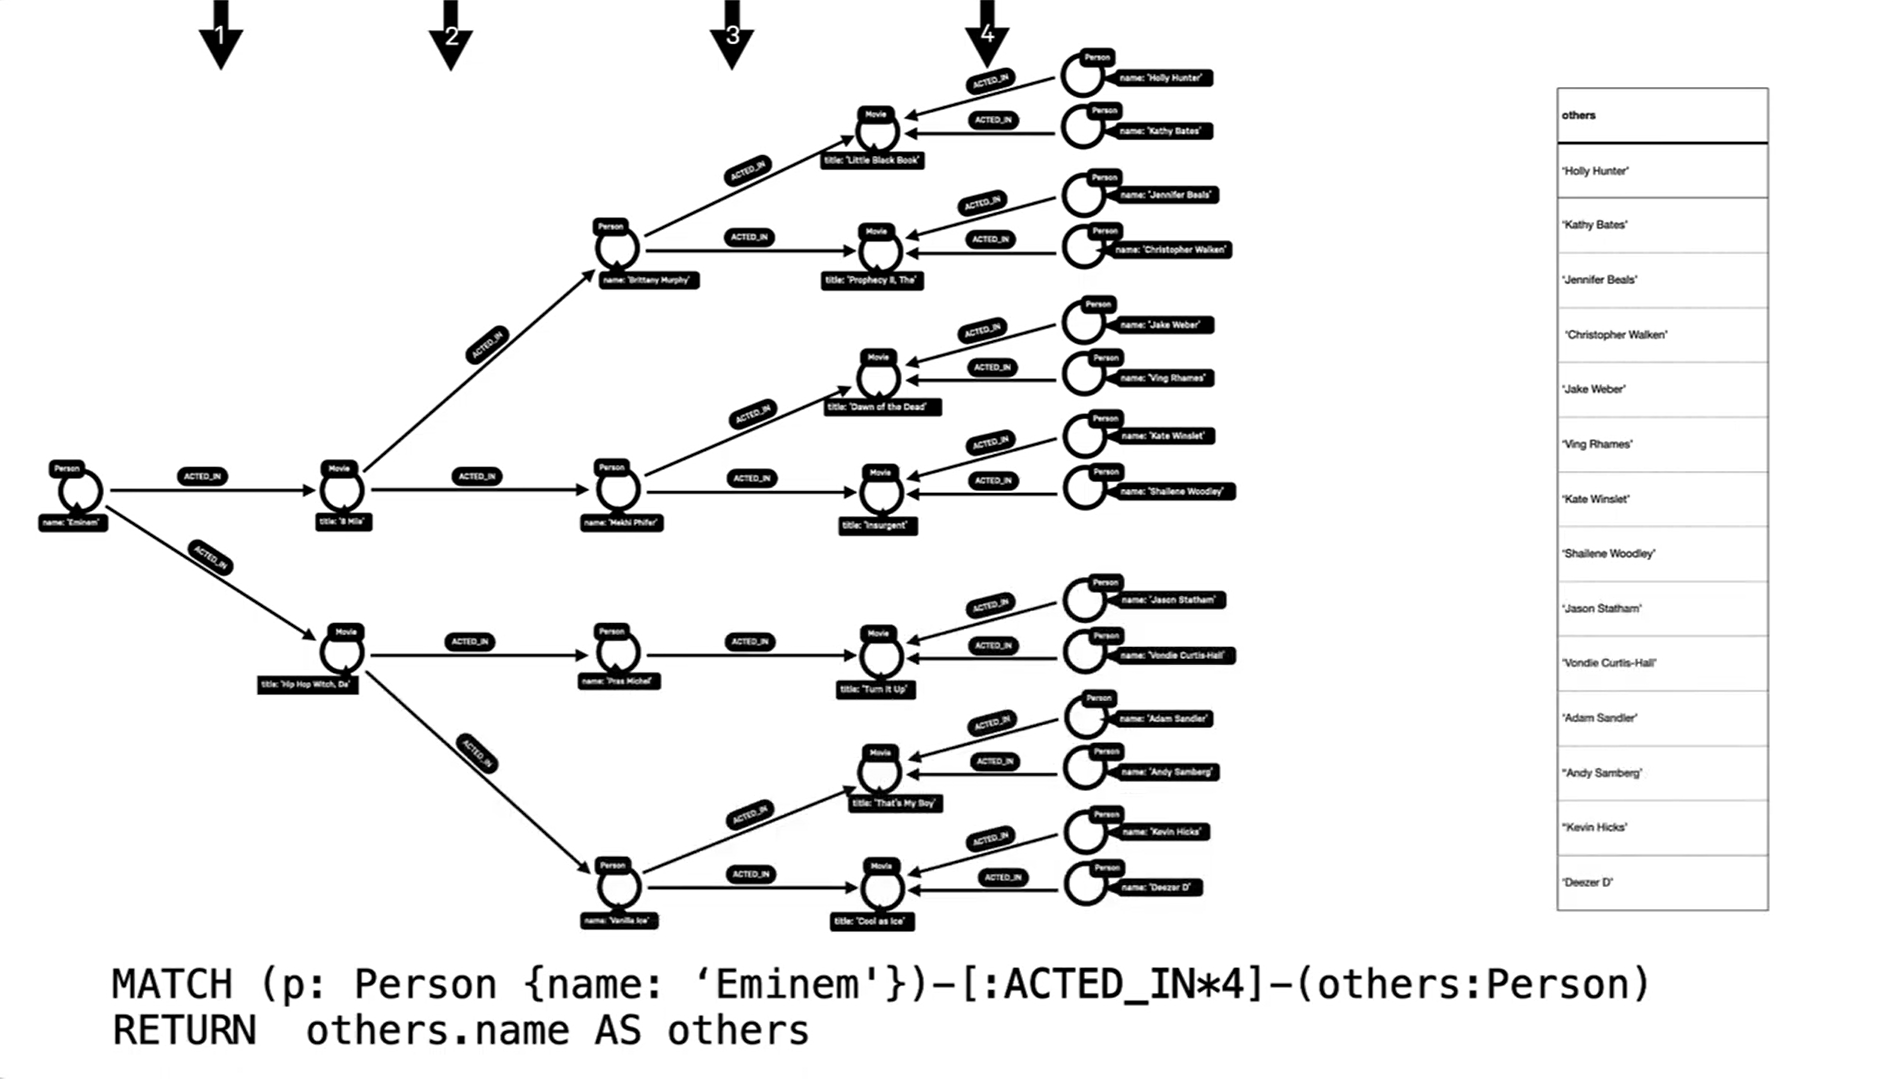 1
2
3
4
Person
name: 'Holly Hunter'
ACTED_IN
Person
name: 'Kathy Bates'
ACTED_IN
Movie
title: 'Little Black Book'
ACTED_IN
Person
name: 'Jennifer Beals'
ACTED_IN
Person
name: 'Christopher Walken'
ACTED_IN
Movie
title: 'Prophecy II, The'
ACTED_IN
Person
name: 'Brittany Murphy'
ACTED_IN
Person
name: 'Jake Weber'
ACTED_IN
Person
name: 'Ving Rhames'
ACTED_IN
Movie
title: 'Dawn of the Dead'
ACTED_IN
Person
name: 'Kate Winslet'
ACTED_IN
Person
name: 'Shailene Woodley'
ACTED_IN
Movie
title: 'Insurgent'
ACTED_IN
Person
name: 'Mekhi Phifer'
ACTED_IN
Movie
title: '8 Mile'
ACTED_IN
Person
name: 'Eminem'
ACTED_IN
Movie
title: 'Hip Hop Witch, Da'
ACTED_IN
Person
name: 'Pras Michel'
ACTED_IN
Movie
title: 'Turn It Up'
ACTED_IN
Person
name: 'Jason Statham'
ACTED_IN
Person
name: 'Vondie Curtis-Hall'
ACTED_IN
Person
name: 'Vanilla Ice'
ACTED_IN
Movie
title: 'That's My Boy'
ACTED_IN
Person
name: 'Adam Sandler'
ACTED_IN
Person
name: 'Andy Samberg'
ACTED_IN
Movie
title: 'Cool as Ice'
ACTED_IN
Person
name: 'Kevin Hicks'
ACTED_IN
Person
name: 'Deezer D'
others
'Holly Hunter'
'Kathy Bates'
'Jennifer Beals'
'Christopher Walken'
'Jake Weber'
'Ving Rhames'
'Kate Winslet'
'Shailene Woodley'
'Jason Statham'
'Vondie Curtis-Hall'
'Adam Sandler'
"Andy Samberg'
"Kevin Hicks'
'Deezer D'
MATCH (p: Person {name: ‘Eminem'})-[:ACTED_IN*4]-(others:Person)
RETURN others.name AS others